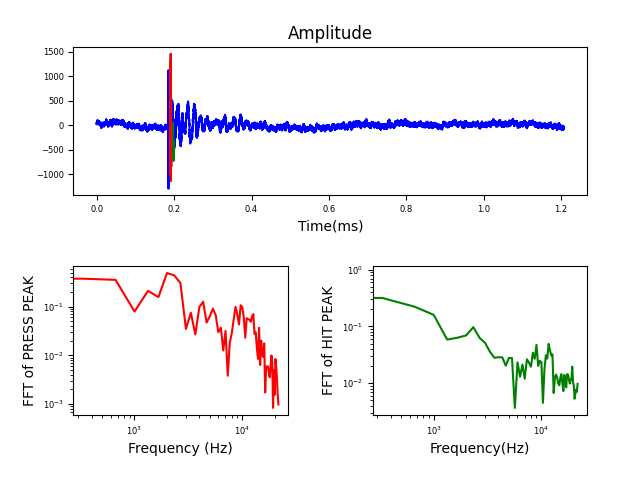 Amplitude
1500
1000
500
0
−500
−1000
0.0 0.2 0.4 0.6 0.8 1.0 1.2
Time(ms)
FFT of PRESS PEAK
10⁻¹
10⁻²
10⁻³
10³ 10⁴
Frequency (Hz)
FFT of HIT PEAK
10⁰
10⁻¹
10⁻²
10³ 10⁴
Frequency(Hz)